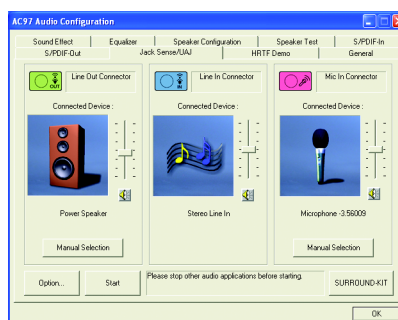 AC97 Audio Configuration
Sound Effect Equalizer Speaker Configuration Speaker Test S/PDIF-In
S/PDIF-Out Jack Sense/UAJ HRTF Demo General
OUT Line Out Connector
IN Line In Connector
Mic In Connector
Connected Device :
Connected Device :
Connected Device :
Power Speaker
Stereo Line In
Microphone -3.56009
Manual Selection
Manual Selection
Option... Start Please stop other audio applications before starting. SURROUND-KIT
OK